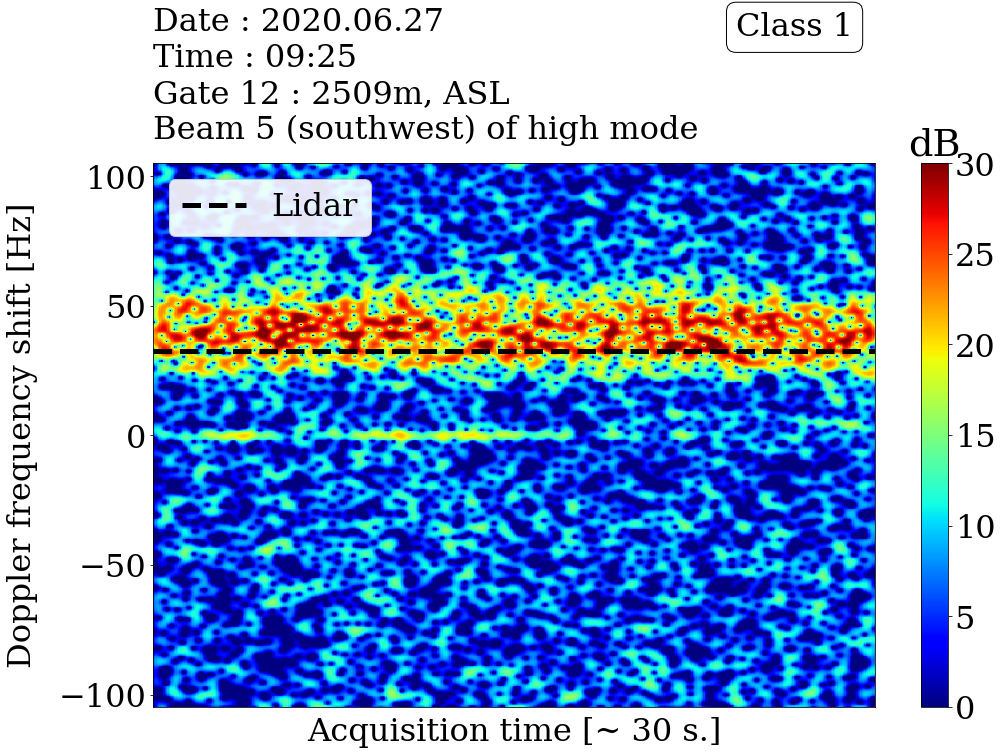 Date : 2020.06.27
Time : 09:25
Gate 12 : 2509m, ASL
Beam 5 (southwest) of high mode
Class 1
dB
Lidar
Doppler frequency shift [Hz]
100
50
0
−50
−100
30
25
20
15
10
5
0
Acquisition time [~ 30 s.]